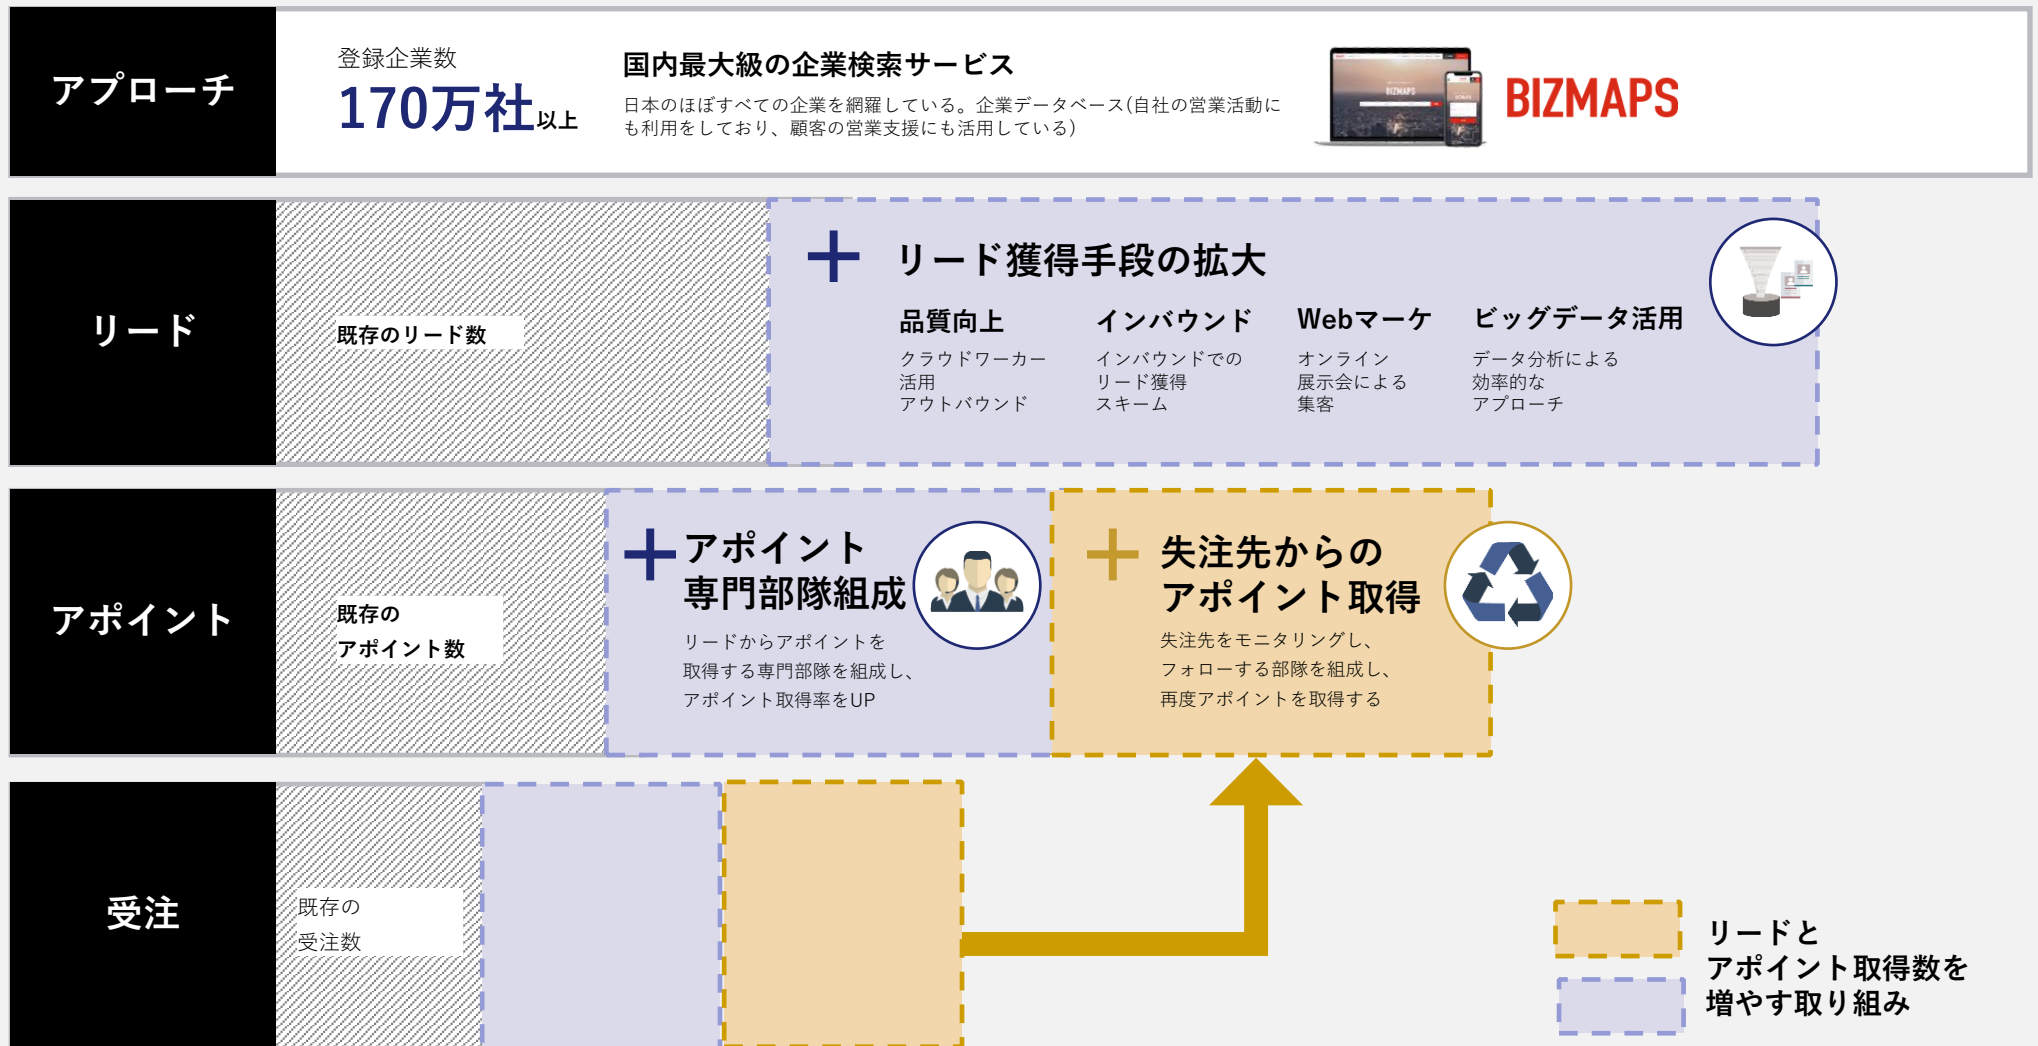 アプローチ
登録企業数
170万社以上
国内最大級の企業検索サービス
日本のほぼすべての企業を網羅している。企業データベース(自社の営業活動に
も利用をしており、顧客の営業支援にも活用している)
BIZMAPS
BIZMAPS
リード
既存のリード数
+ リード獲得手段の拡大
品質向上
クラウドワーカー
活用
アウトバウンド
インバウンド
インバウンドでの
リード獲得
スキーム
Webマーケ
オンライン
展示会による
集客
ビッグデータ活用
データ分析による
効率的な
アプローチ
アポイント
既存の
アポイント数
+ アポイント
専門部隊組成
リードからアポイントを
取得する専門部隊を組成し、
アポイント取得率をUP
+ 失注先からの
アポイント取得
失注先をモニタリングし、
フォローする部隊を組成し、
再度アポイントを取得する
受注
既存の
受注数
リードと
アポイント取得数を
増やす取り組み